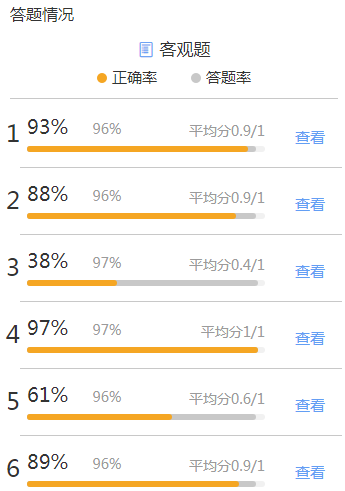 答题情况
客观题
正确率 答题率
1 93% 96% 平均分0.9/1 查看
2 88% 96% 平均分0.9/1 查看
3 38% 97% 平均分0.4/1 查看
4 97% 97% 平均分1/1 查看
5 61% 96% 平均分0.6/1 查看
6 89% 96% 平均分0.9/1 查看